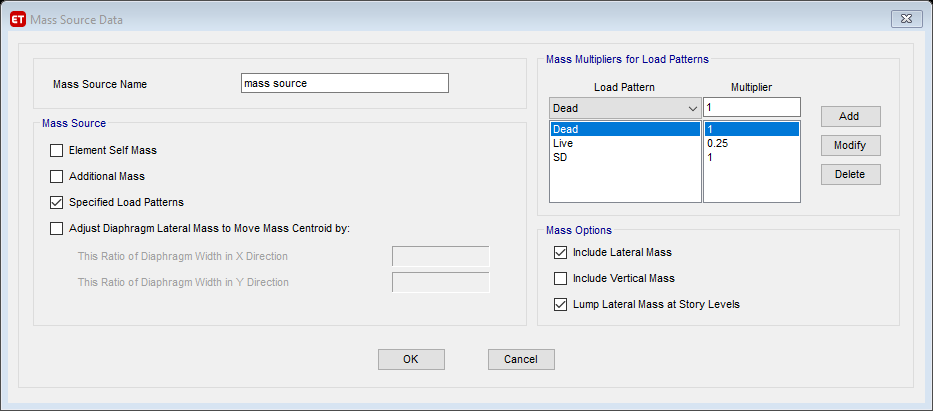 ET Mass Source Data
Mass Source Name
mass source
Mass Source
Element Self Mass
Additional Mass
Specified Load Patterns
Adjust Diaphragm Lateral Mass to Move Mass Centroid by:
This Ratio of Diaphragm Width in X Direction
This Ratio of Diaphragm Width in Y Direction
Mass Multipliers for Load Patterns
Load Pattern Multiplier
Dead 1
Dead 1
Live 0.25
SD 1
Add
Modify
Delete
Mass Options
Include Lateral Mass
Include Vertical Mass
Lump Lateral Mass at Story Levels
OK Cancel